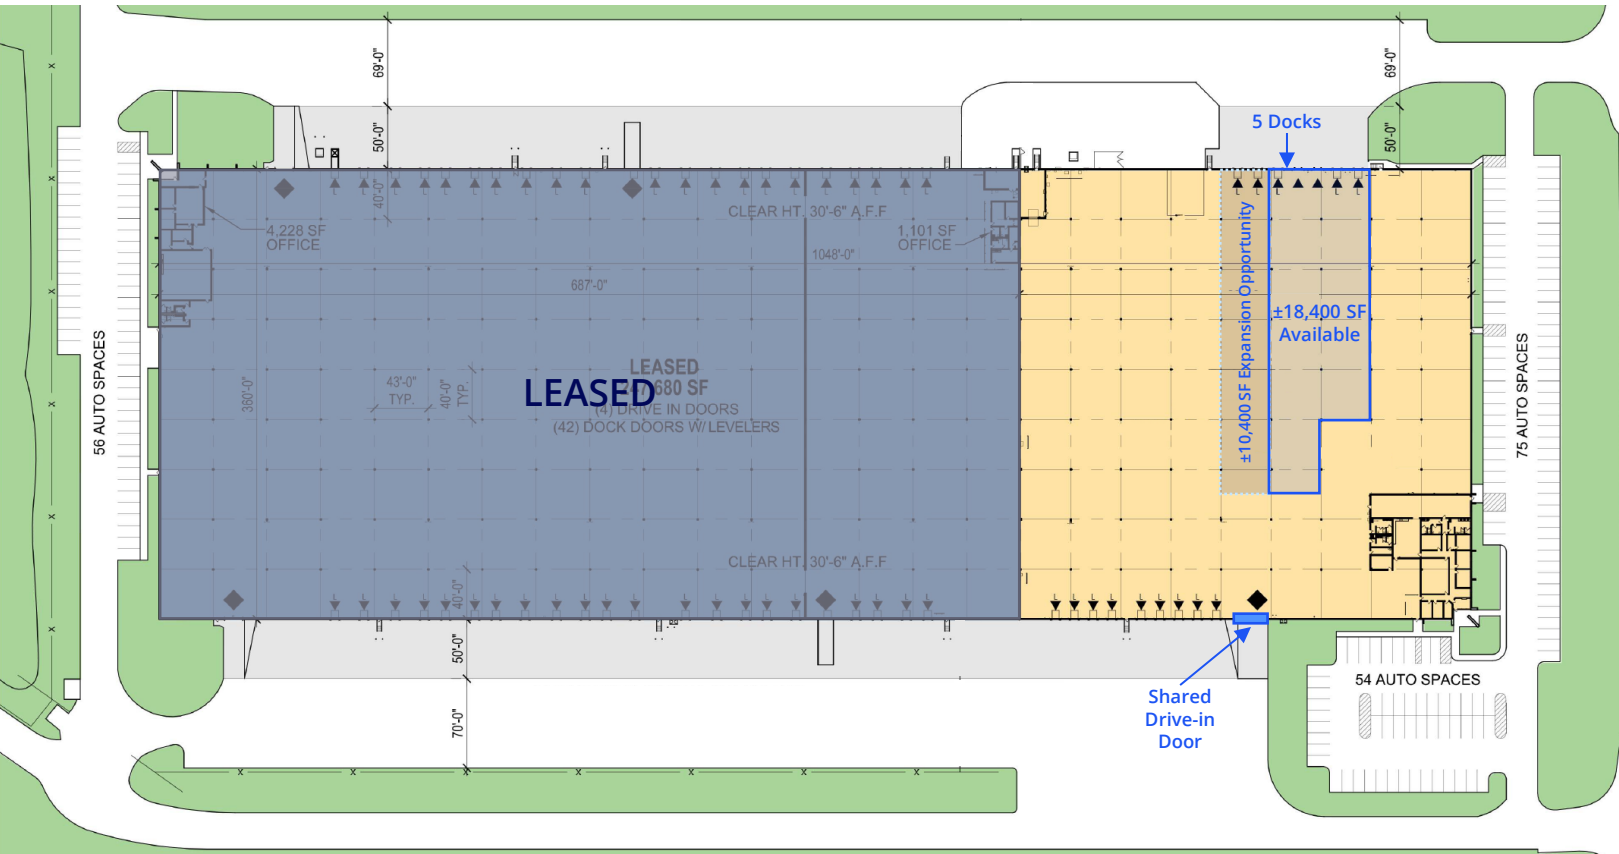 69'-0"
69'-0"
5 Docks
50'-0"
50'-0"
40'-0"
CLEAR HT. 30'-6" A.F.F
4,228 SF
OFFICE
1,101 SF
OFFICE
1048'-0"
687'-0"
±10,400 SF Expansion Opportunity
±18,400 SF
Available
56 AUTO SPACES
75 AUTO SPACES
LEASED
680 SF
LEASED
(4) DRIVE IN DOORS
(42) DOCK DOORS W/ LEVELERS
380'-0"
43'-0"
TYP.
40'-0"
TYP.
CLEAR HT. 30'-6" A.F.F
40'-0"
50'-0"
70'-0"
Shared
Drive-in
Door
54 AUTO SPACES